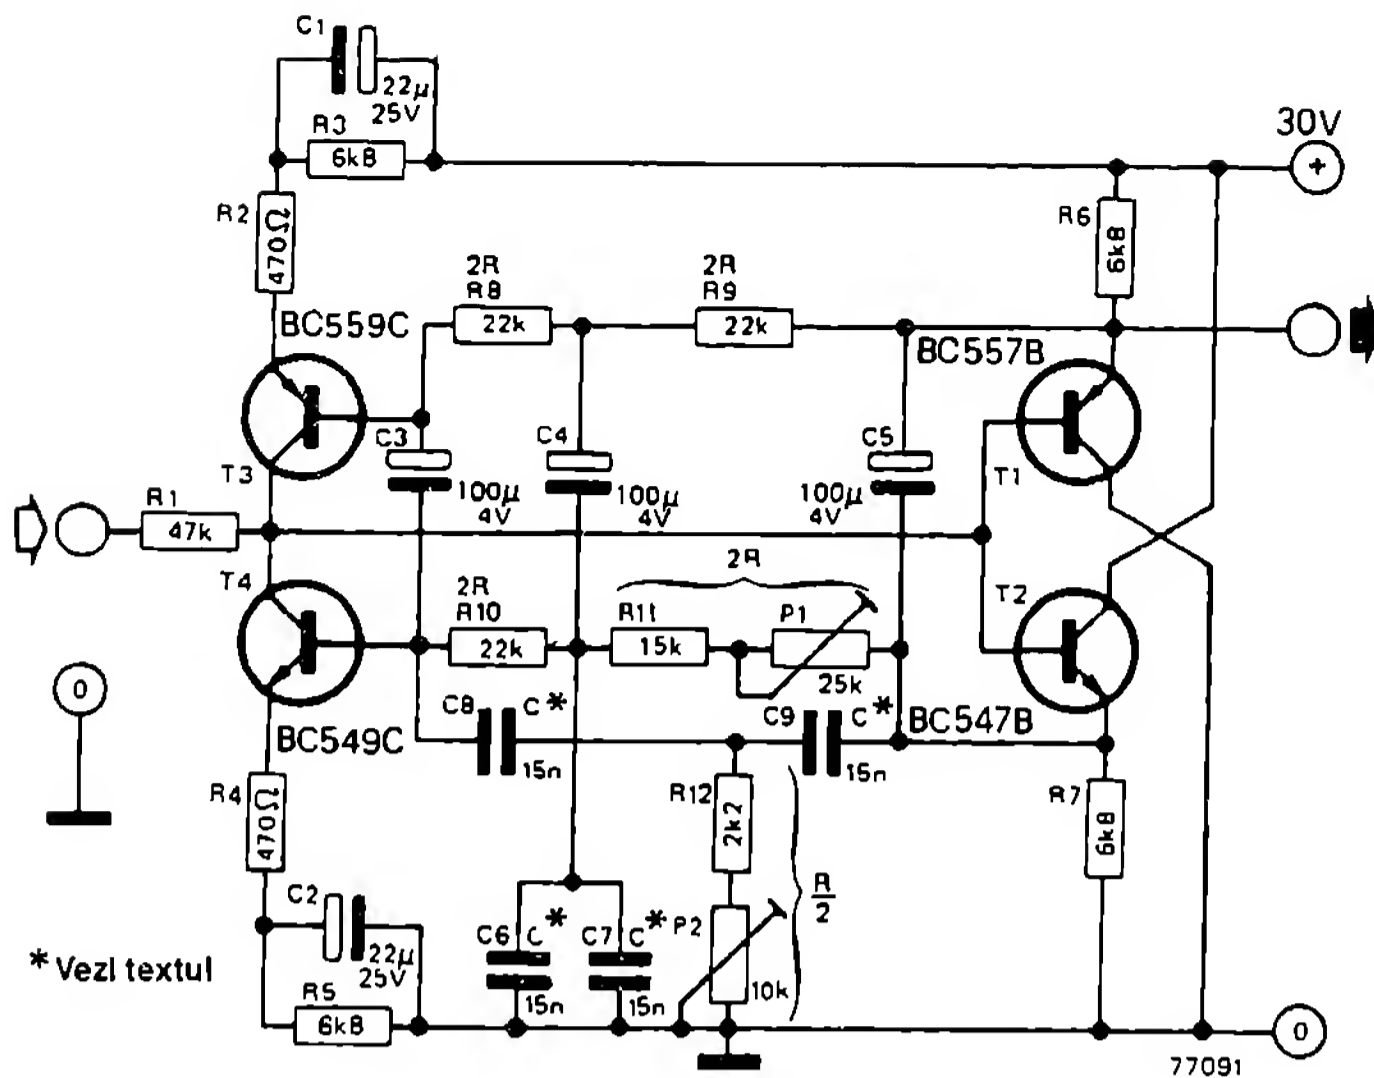 C1
22µ
25V
R3
6k8
30V
+
R2
470Ω
R6
6k8
2R
R8
22k
2R
R9
22k
BC559C
BC557B
T3
C3
100µ
4V
C4
100µ
4V
C5
100µ
4V
T1
R1
47k
T4
2R
R10
22k
2R
R11
15k
P1
25k
T2
0
BC549C
C8
C*
15n
C9
C*
15n
BC547B
R4
470Ω
R12
2k2
R7
6k8
R
2
C2
22µ
25V
C6
C*
15n
C7
C*
15n
P2
10k
* Vezi textul
R5
6k8
0
77091